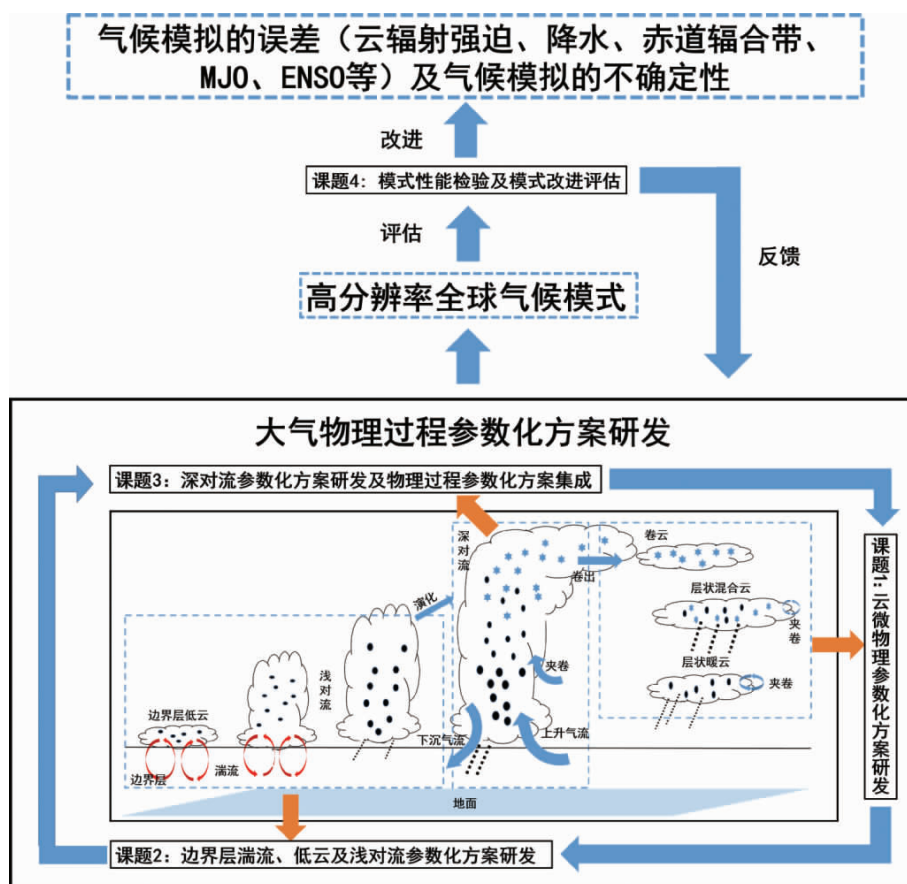 气候模拟的误差（云辐射强迫、降水、赤道辐合带、
MJO、ENSO等）及气候模拟的不确定性
改进
课题4：模式性能检验及模式改进评估
评估
反馈
高分辨率全球气候模式
大气物理过程参数化方案研发
课题3：深对流参数化方案研发及物理过程参数化方案集成
深对流
卷云
卷出
层状混合云
演化
夹卷
浅对流
夹卷
层状暖云
夹卷
边界层低云
下沉气流
上升气流
边界层
湍流
地面
课题1：云微物理参数化方案研发
课题2：边界层湍流、低云及浅对流参数化方案研发